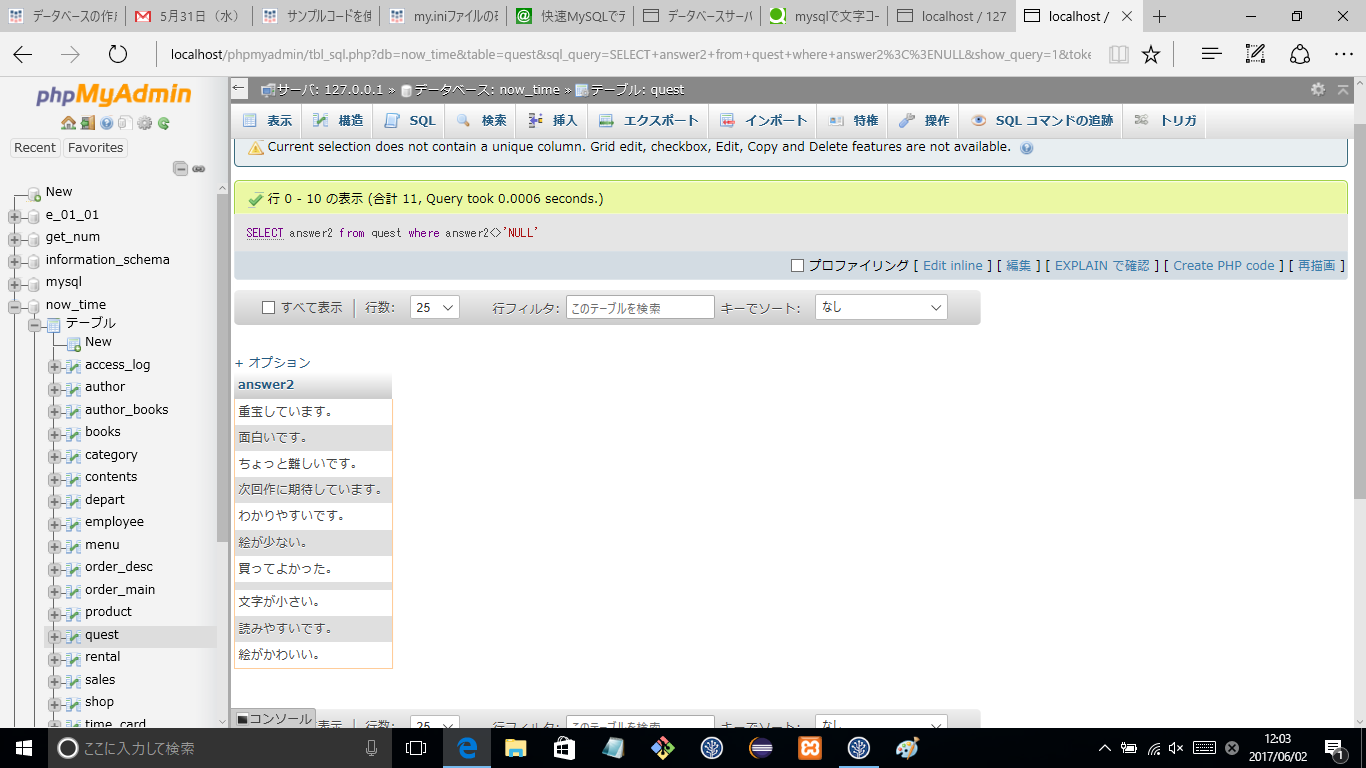 データベースの作成
5月31日（水）
サンプルコードを使
my.iniファイルの
快速MySQLでデ
データベースサーバ
mysqlで文字コー
localhost / 127
localhost /
localhost/phpmyadmin/tbl_sql.php?db=now_time&table=quest&sql_query=SELECT+answer2+from+quest+where+answer2%3C%3ENULL&show_query=1&toke
phpMyAdmin
Recent Favorites
New
e_01_01
get_num
information_schema
mysql
now_time
テーブル
New
access_log
author
author_books
books
category
contents
depart
employee
menu
order_desc
order_main
product
quest
rental
sales
shop
time_card
サーバ: 127.0.0.1 » データベース: now_time » テーブル: quest
表示 構造 SQL 検索 挿入 エクスポート インポート 特権 操作 SQL コマンドの追跡 トリガ
Current selection does not contain a unique column. Grid edit, checkbox, Edit, Copy and Delete features are not available.
行 0 - 10 の表示 (合計 11, Query took 0.0006 seconds.)
SELECT answer2 from quest where answer2<>'NULL'
プロファイリング [ Edit inline ] [ 編集 ] [ EXPLAIN で確認 ] [ Create PHP code ] [ 再描画 ]
すべて表示 行数: 25 行フィルタ: このテーブルを検索 キーでソート: なし
+ オプション
answer2
重宝しています。
面白いです。
ちょっと難しいです。
次回作に期待しています。
わかりやすいです。
絵が少ない。
買ってよかった。
文字が小さい。
読みやすいです。
絵がかわいい。
コンソール 表示 行数: 25 行フィルタ: このテーブルを検索 キーでソート: なし
ここに入力して検索
12:03
2017/06/02
1